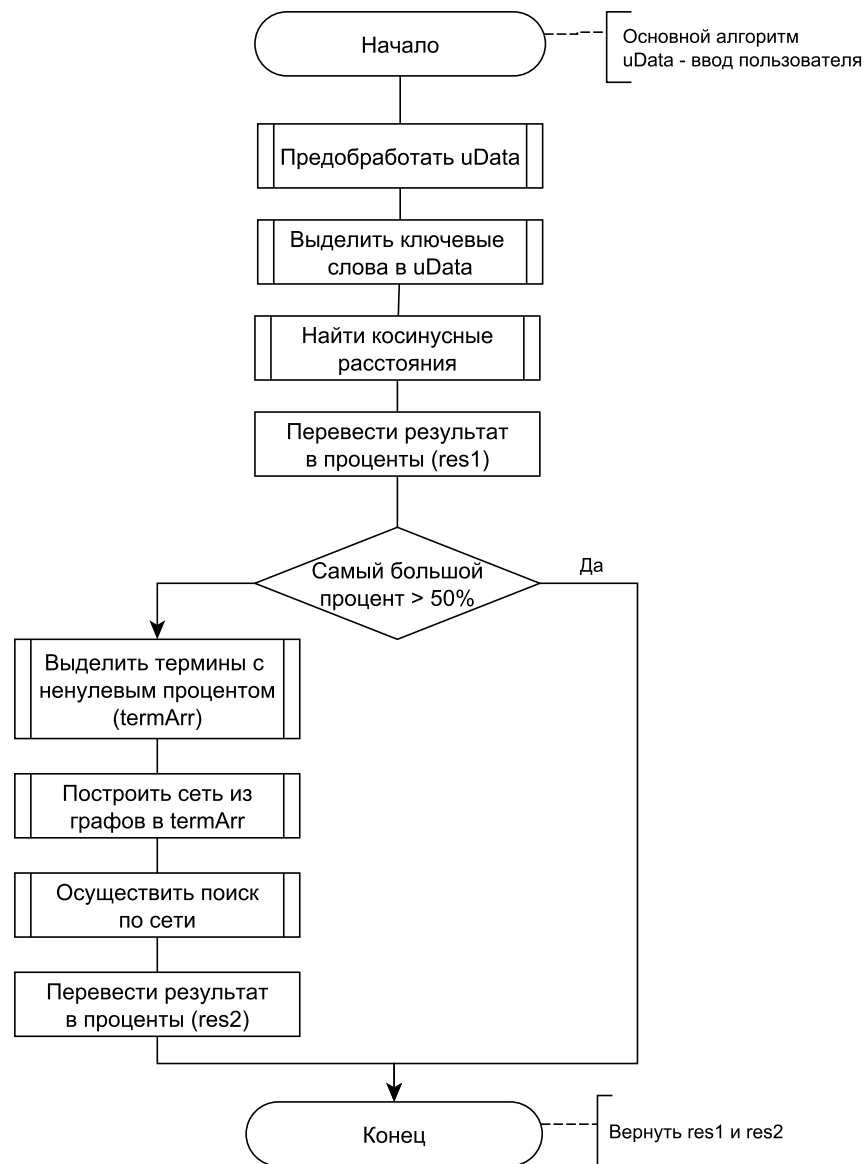 Начало
Основной алгоритм
uData - ввод пользователя
Предобработать uData
Выделить ключевые
слова в uData
Найти косинусные
расстояния
Перевести результат
в проценты (res1)
Самый большой
процент > 50%
Да
Выделить термины с
ненулевым процентом
(termArr)
Построить сеть из
графов в termArr
Осуществить поиск
по сети
Перевести результат
в проценты (res2)
Конец
Вернуть res1 и res2